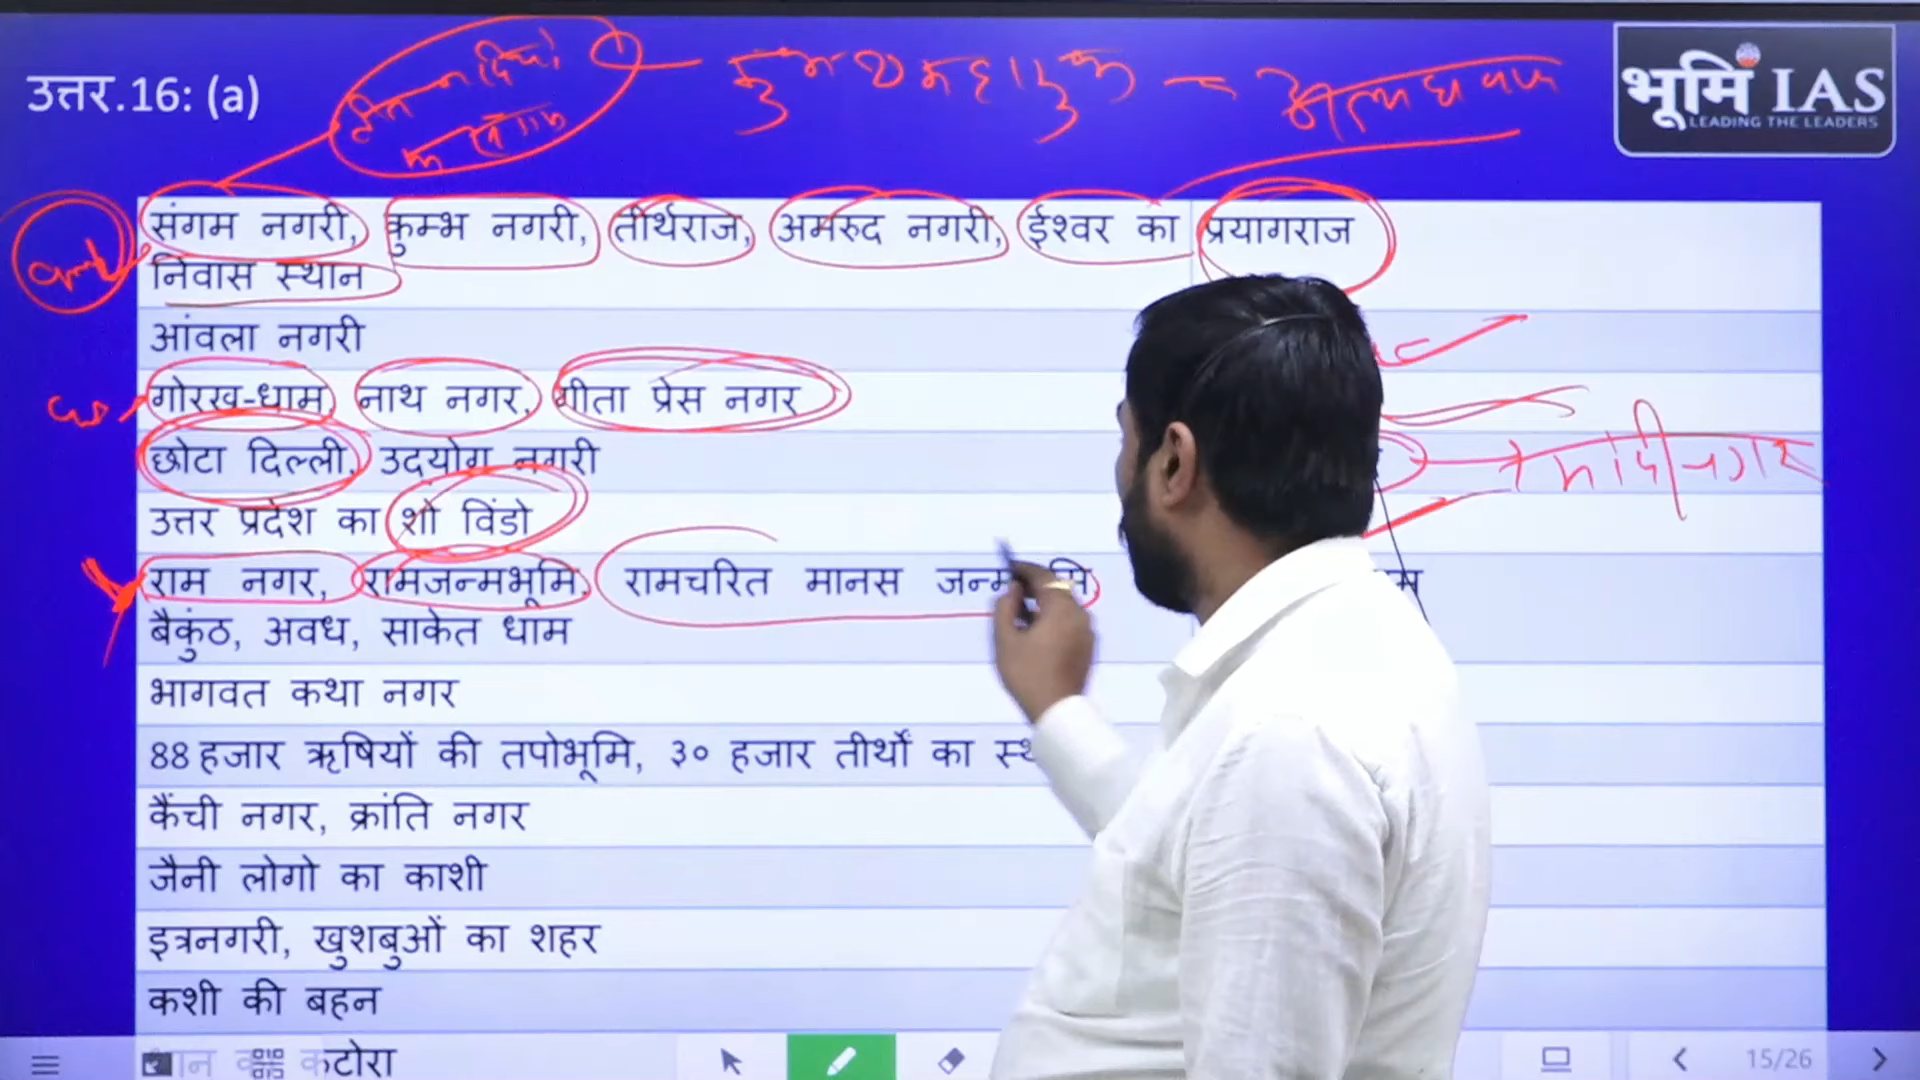 उत्तर.16: (a)
भूमि IAS
LEADING THE LEADERS
संगम नगरी, कुम्भ नगरी, तीर्थराज, अमरुद नगरी, ईश्वर का प्रयागराज
निवास स्थान
आंवला नगरी
गोरख-धाम, नाथ नगर, गीता प्रेस नगर
छोटा दिल्ली, उदयोग नगरी
उत्तर प्रदेश का शो विंडो
राम नगर, रामजन्मभूमि, रामचरित मानस
बैकुंठ, अवध, साकेत धाम
भागवत कथा नगर
88 हजार ऋषियों की तपोभूमि, ३० हजार तीर्थों का
कैंची नगर, क्रांति नगर
जैनी लोगो का काशी
इत्रनगरी, खुशबुओं का शहर
कशी की बहन
कटोरा
15/26